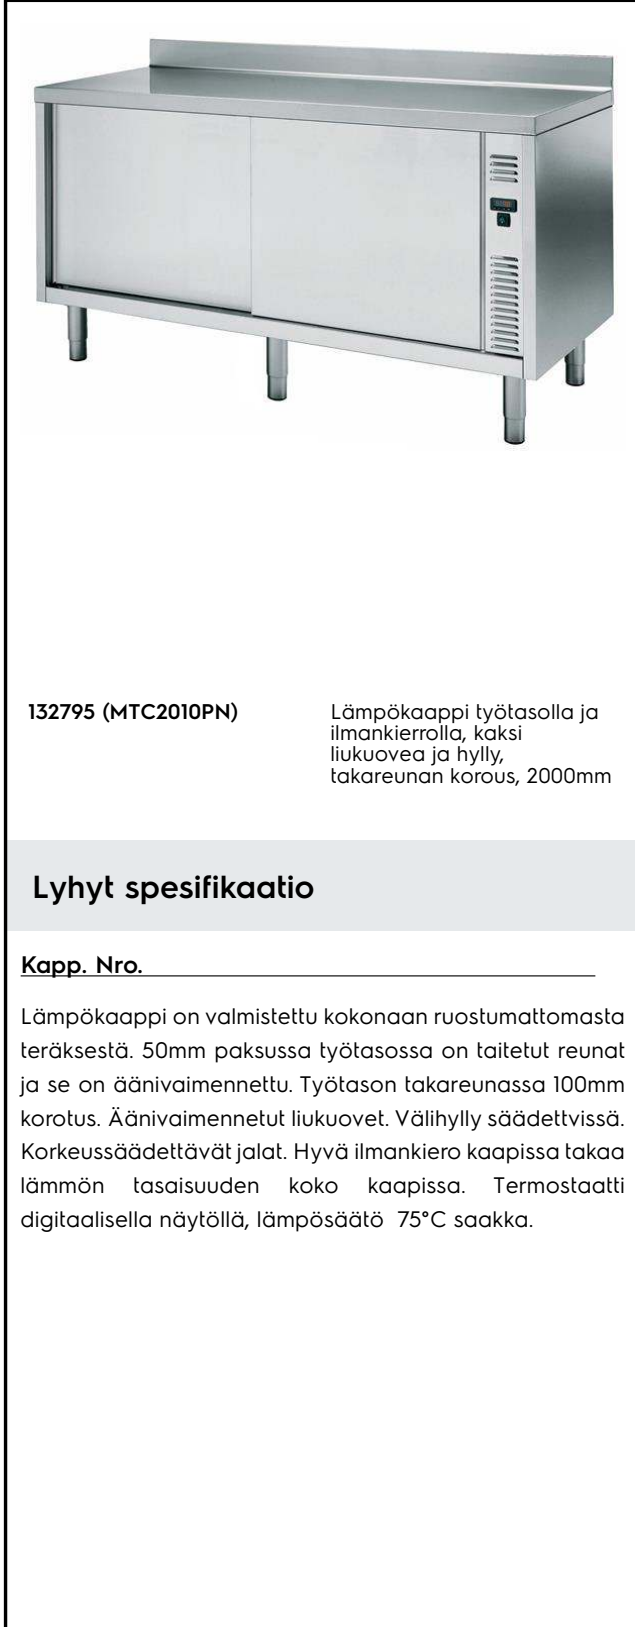 132795 (MTC2010PN)
Lämpökaappi työtasolla ja
ilmankierrolla, kaksi
liukuovea ja hylly,
takareunan korous, 2000mm
Lyhyt spesifikaatio
Kapp. Nro.
Lämpökaappi on valmistettu kokonaan ruostumattomasta
teräksestä. 50mm paksussa työtasossa on taitetut reunat
ja se on äänivaimennettu. Työtason takareunassa 100mm
korotus. Äänivaimennetut liukuovet. Välihylly säädettvissä.
Korkeussäädettävät jalat. Hyvä ilmankiero kaapissa takaa
lämmön tasaisuuden koko kaapissa. Termostaatti
digitaalisella näytöllä, lämpösäätö 75°C saakka.